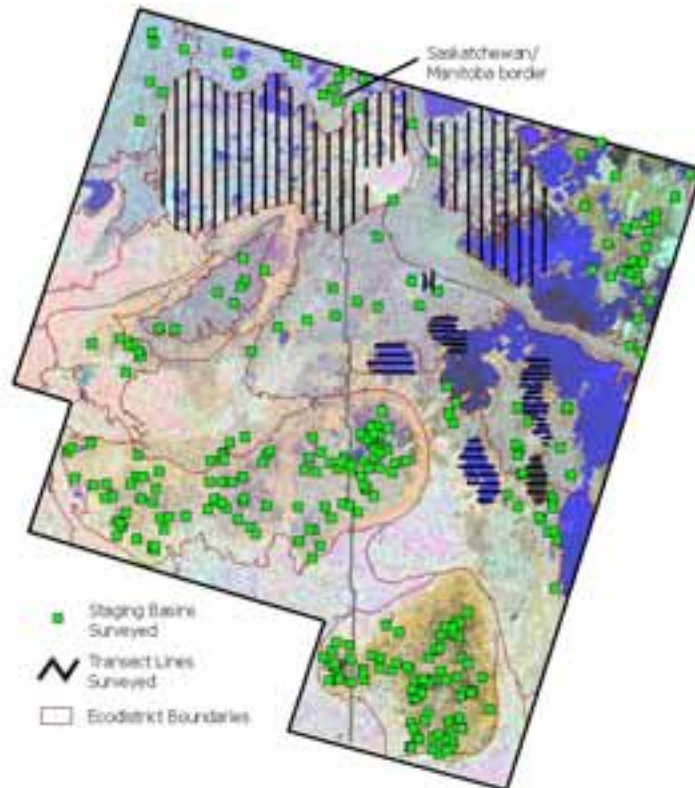 Saskatchewan/
Manitoba border
Staging Basins
Surveyed
Transect Lines
Surveyed
Ecodistrict Boundaries